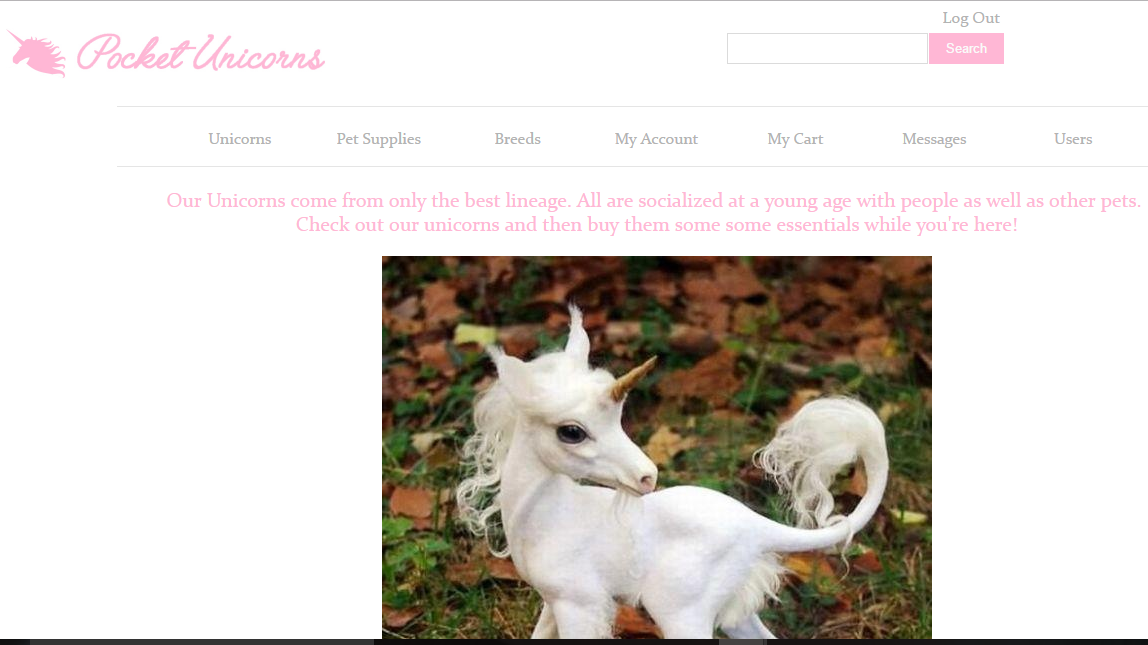 Log Out
Pocket Unicorns
Search
Unicorns Pet Supplies Breeds My Account My Cart Messages Users
Our Unicorns come from only the best lineage. All are socialized at a young age with people as well as other pets.
Check out our unicorns and then buy them some some essentials while you're here!